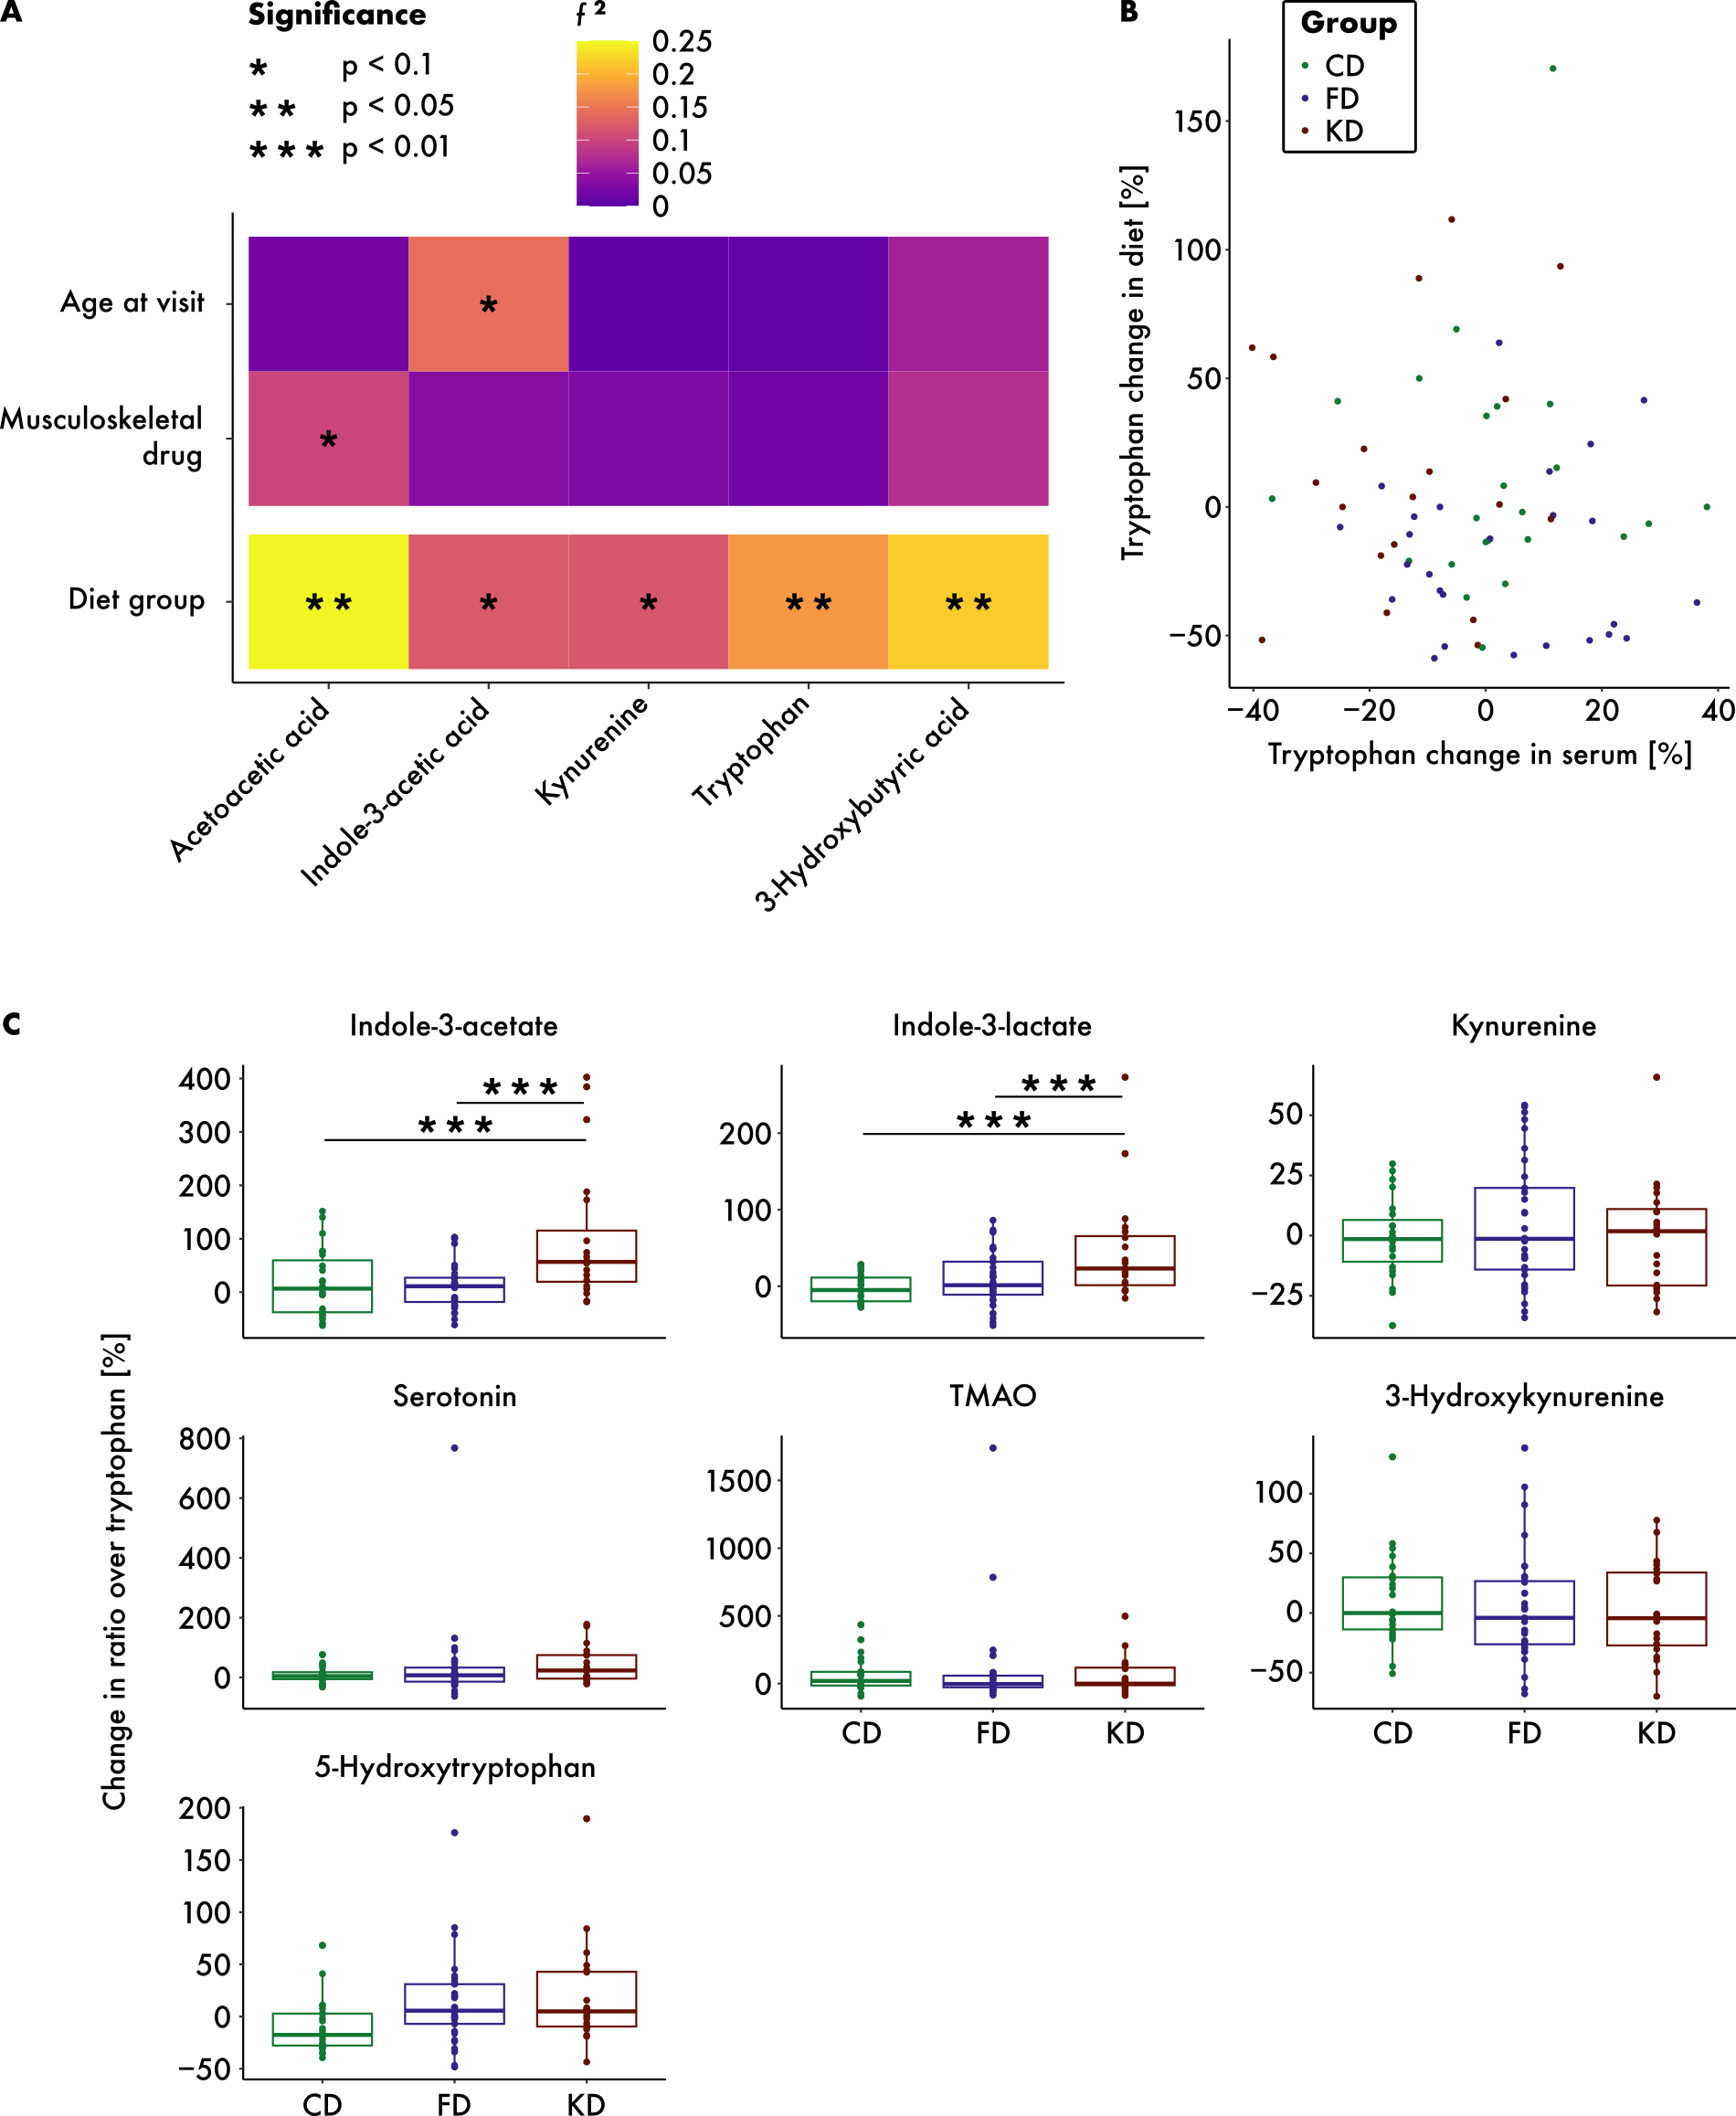 A
Significance
* p < 0.1
** p < 0.05
*** p < 0.01
f ²
0.25
0.2
0.15
0.1
0.05
0
Age at visit
*
Musculoskeletal
drug
*
Diet group
** * * ** **
Acetoacetic acid
Indole-3-acetic acid
Kynurenine
Tryptophan
3-Hydroxybutyric acid
B
Group
CD
FD
KD
Tryptophan change in diet [%]
150
100
50
0
−50
−40 −20 0 20 40
Tryptophan change in serum [%]
C
Change in ratio over tryptophan [%]
Indole-3-acetate
400
300
200
100
0
***
***
Indole-3-lactate
200
100
0
***
***
Kynurenine
50
25
0
−25
Serotonin
800
600
400
200
0
TMAO
1500
1000
500
0
CD FD KD
3-Hydroxykynurenine
100
50
0
−50
CD FD KD
5-Hydroxytryptophan
200
150
100
50
0
−50
CD FD KD